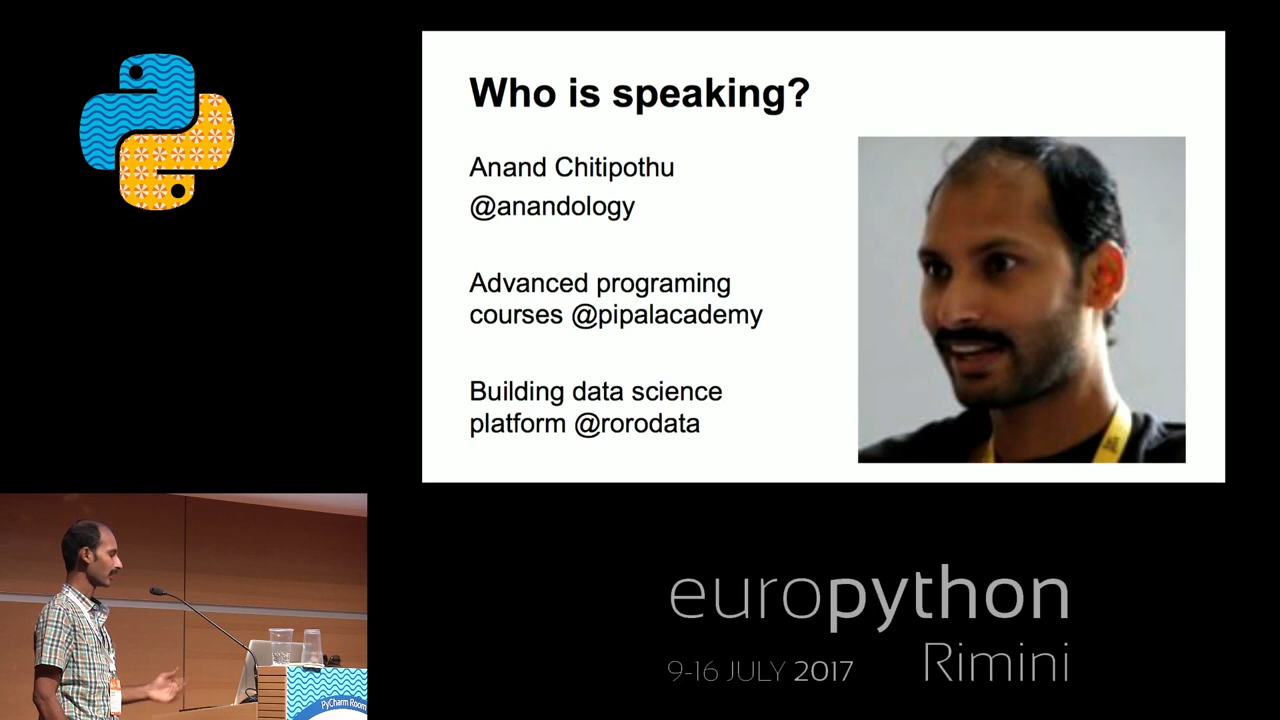 Who is speaking?
Anand Chitipothu
@anandology
Advanced programing
courses @pipalacademy
Building data science
platform @rorodata
europython
Rimini
9-16 JULY 2017
PyCharm Room